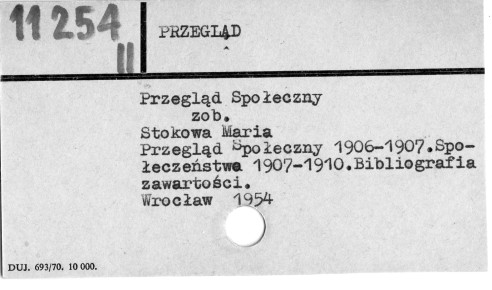 11254
II
PRZEGLĄD
Przegląd Społeczny
zob.
Stokowa Maria
Przegląd Społeczny 1906-1907.Spo-
łeczeństwo 1907-1910.Bibliografia
zawartości.
Wrocław 1954
DUJ. 693/70. 10 000.